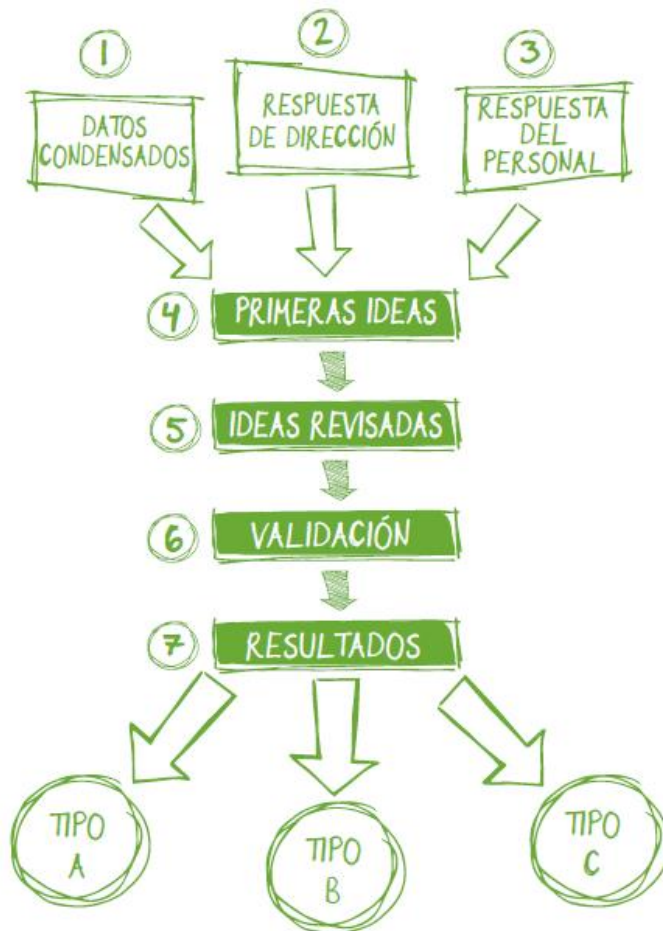 1
DATOS
CONDENSADOS
2
RESPUESTA
DE DIRECCIÓN
3
RESPUESTA
DEL
PERSONAL
4
PRIMERAS IDEAS
5
IDEAS REVISADAS
6
VALIDACIÓN
7
RESULTADOS
TIPO
A
TIPO
B
TIPO
C